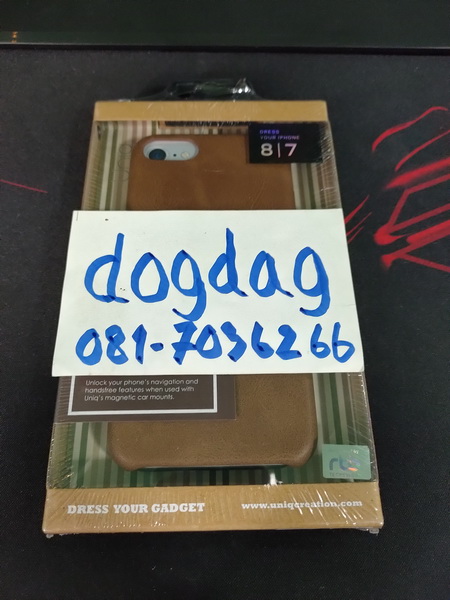 DRESS
YOUR IPHONE
8|7
dogdag
081-7036266
Unlock your phone's navigation and
handsfree features when used with
Uniq's magnetic car mounts.
DRESS YOUR GADGET
www.uniqcreation.com